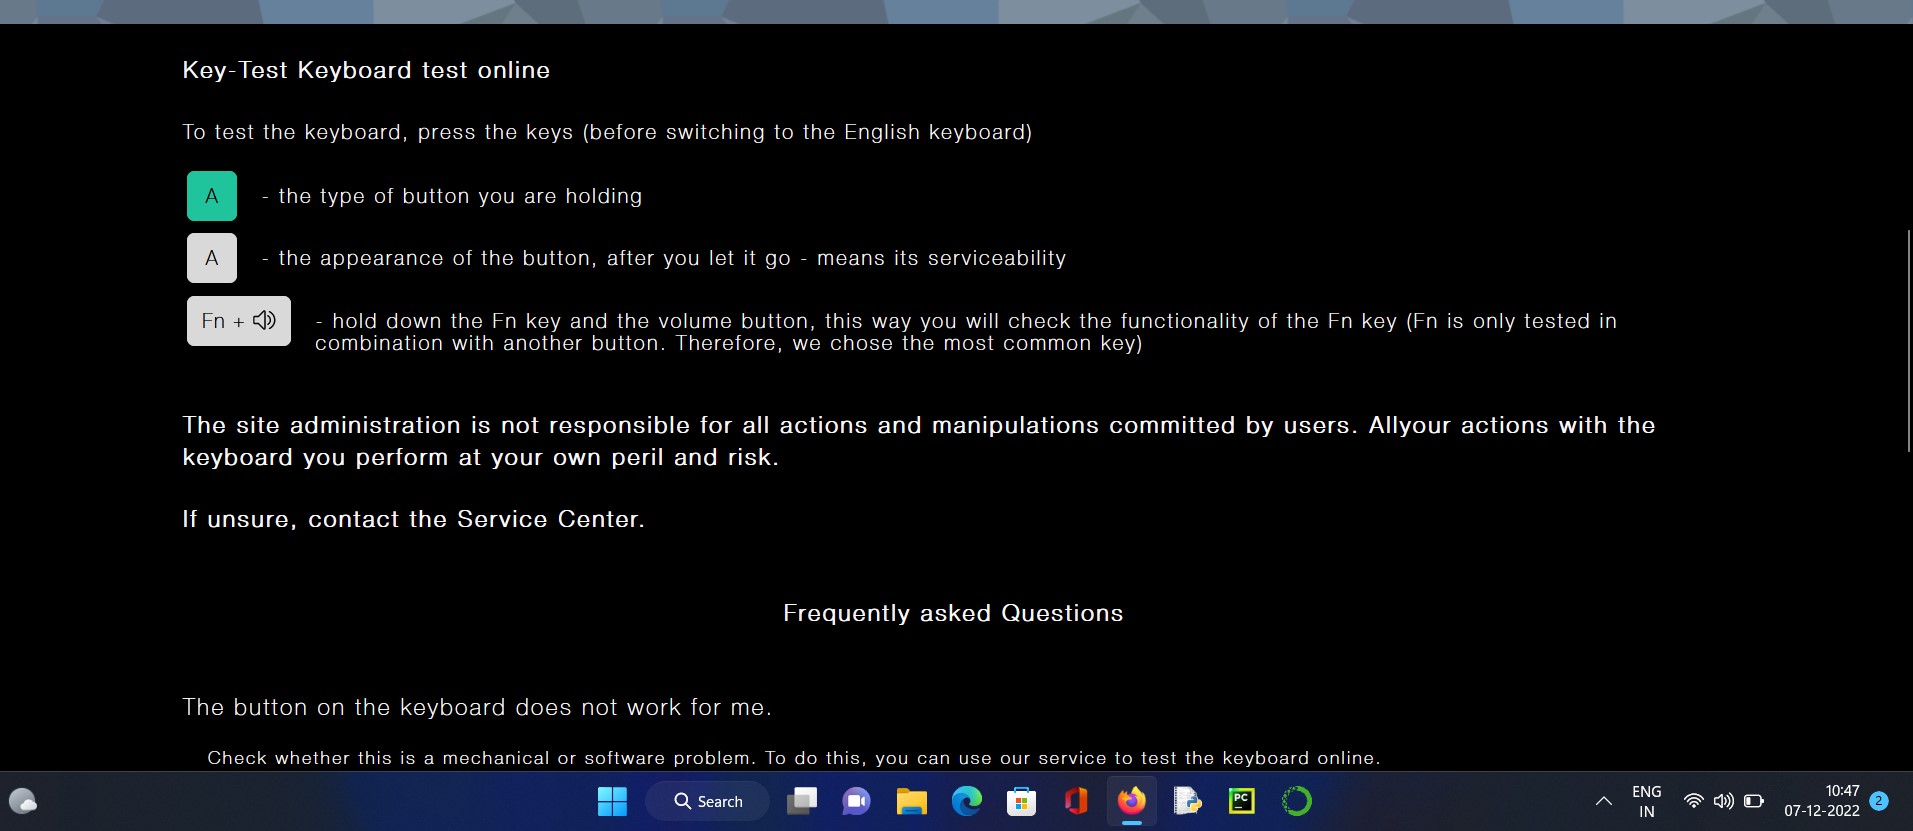 Key-Test Keyboard test online
To test the keyboard, press the keys (before switching to the English keyboard)
A - the type of button you are holding
A - the appearance of the button, after you let it go - means its serviceability
Fn + - hold down the Fn key and the volume button, this way you will check the functionality of the Fn key (Fn is only tested in
combination with another button. Therefore, we chose the most common key)
The site administration is not responsible for all actions and manipulations committed by users. Allyour actions with the
keyboard you perform at your own peril and risk.
If unsure, contact the Service Center.
Frequently asked Questions
The button on the keyboard does not work for me.
Check whether this is a mechanical or software problem. To do this, you can use our service to test the keyboard online.
Search
PC
ENG
IN
10:47
07-12-2022
2